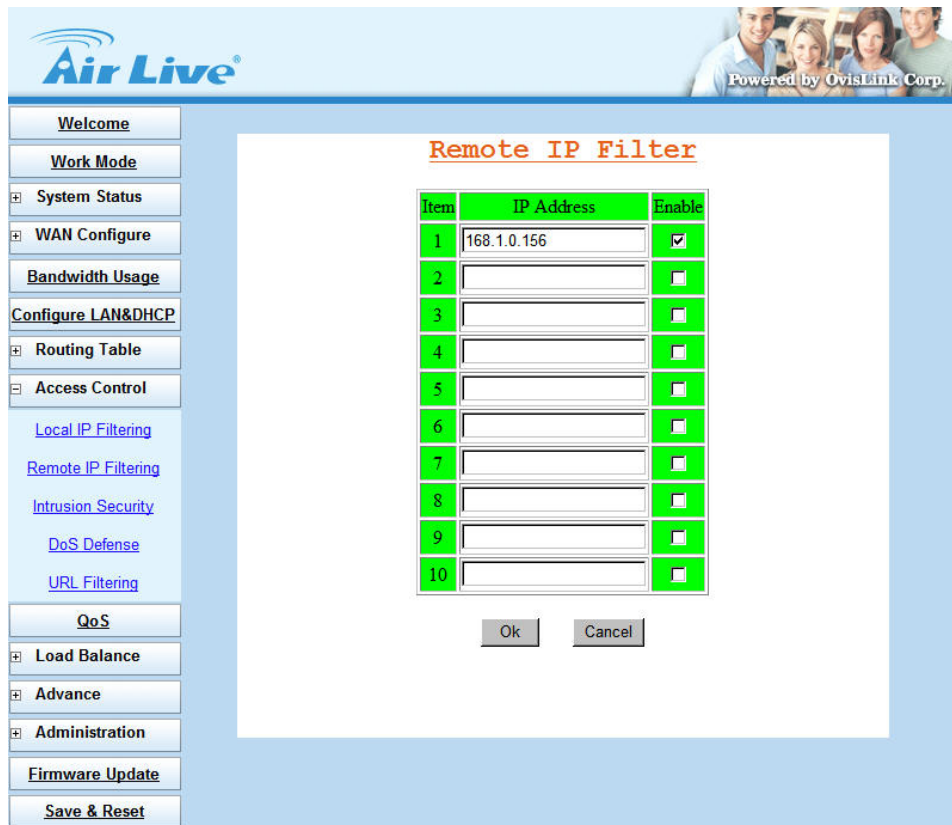 Air Live®
Powered by OvisLink Corp.
Welcome
Work Mode
System Status
WAN Configure
Bandwidth Usage
Configure LAN&DHCP
Routing Table
Access Control
Local IP Filtering
Remote IP Filtering
Intrusion Security
DoS Defense
URL Filtering
QoS
Load Balance
Advance
Administration
Firmware Update
Save & Reset
Remote IP Filter
Item IP Address Enable
1 168.1.0.156
2
3
4
5
6
7
8
9
10
Ok Cancel